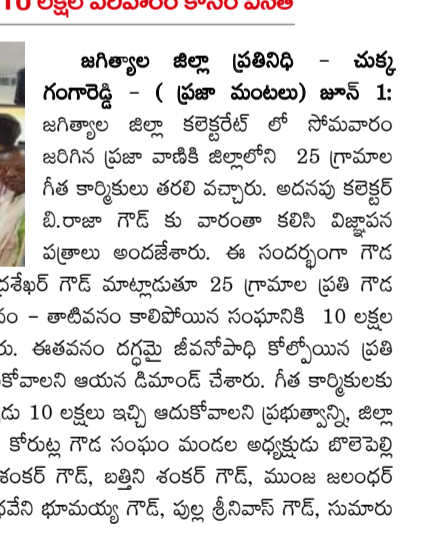 10 లక్షల పరిహారం కోసం వినతి
జగిత్యాల జిల్లా ప్రతినిధి - చుక్క
గంగారెడ్డి - ( ప్రజా మంటలు) జూన్ 1:
జగిత్యాల జిల్లా కలెక్టరేట్ లో సోమవారం
జరిగిన ప్రజా వాణికి జిల్లాలోని 25 గ్రామాల
గీత కార్మికులు తరలి వచ్చారు. అదనపు కలెక్టర్
బి.రాజా గౌడ్ కు వారంతా కలిసి విజ్ఞాపన
పత్రాలు అందజేశారు. ఈ సందర్భంగా గౌడ
శేఖర్ గౌడ్ మాట్లాడుతూ 25 గ్రామాల ప్రతి గౌడ
- తాటివనం కాలిపోయిన సంఘానికి 10 లక్షల
ఈతవనం దగ్ధమై జీవనోపాధి కోల్పోయిన ప్రతి
కోవాలని ఆయన డిమాండ్ చేశారు. గీత కార్మికులకు
10 లక్షలు ఇచ్చి ఆదుకోవాలని ప్రభుత్వాన్ని, జిల్లా
కోరుట్ల గౌడ సంఘం మండల అధ్యక్షుడు బొలెపెల్లి
శంకర్ గౌడ్, బత్తిని శంకర్ గౌడ్, ముంజ జలంధర్
భూమయ్య గౌడ్, పుల్ల శ్రీనివాస్ గౌడ్, సుమారు